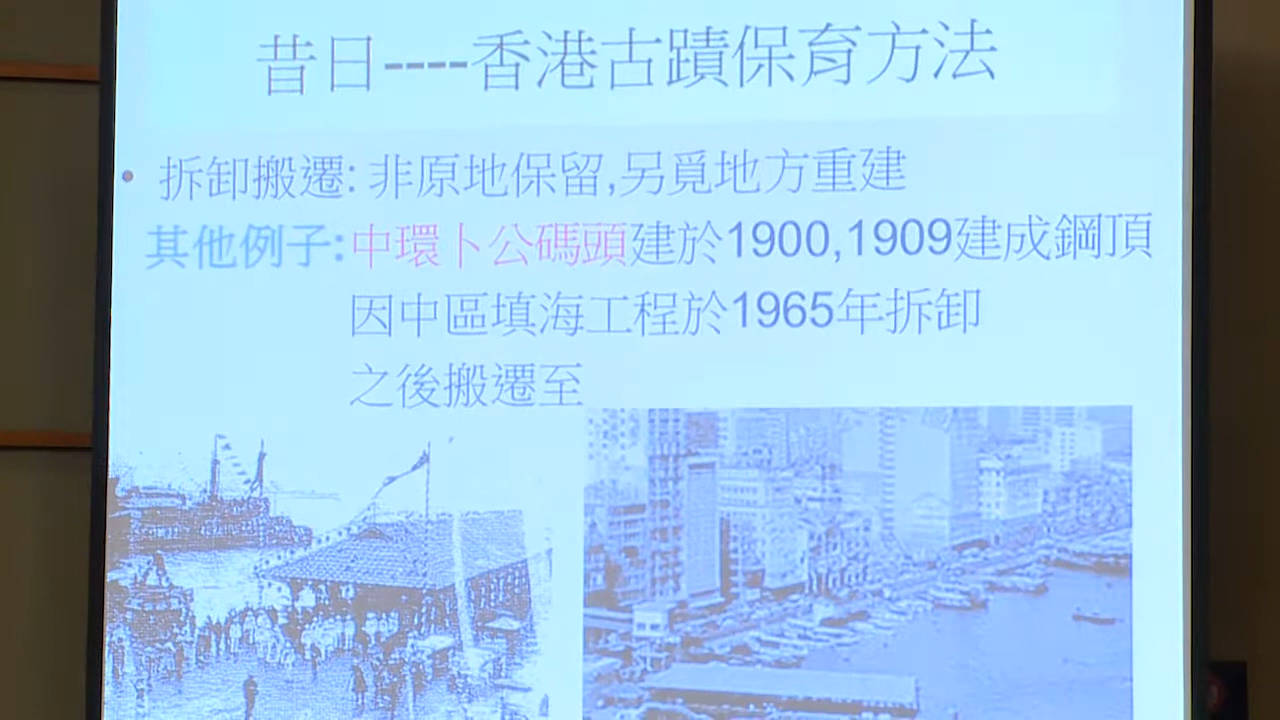 昔日----香港古蹟保育方法
• 拆卸搬遷: 非原地保留,另覓地方重建
其他例子:中環卜公碼頭建於1900,1909建成鋼頂
因中區填海工程於1965年拆卸
之後搬遷至